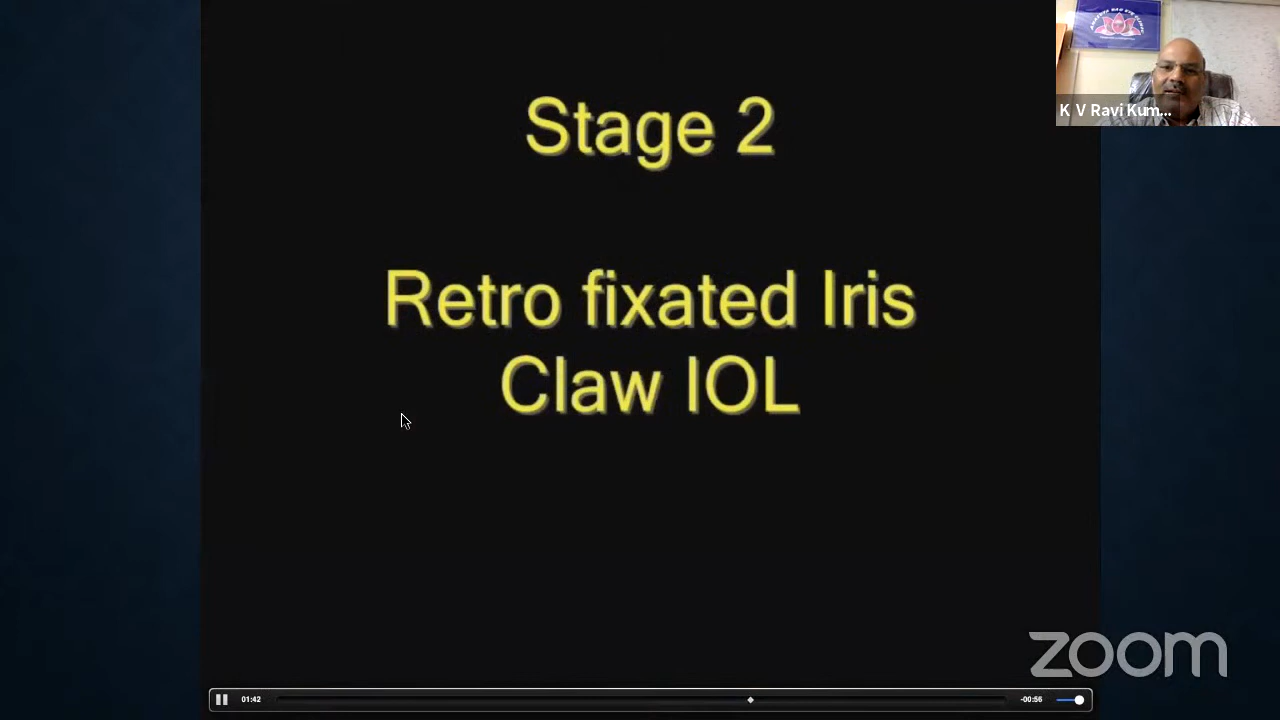 Stage 2
Retro fixated Iris
Claw IOL
K V Ravi Kum...
zoom
01:42
-00:56